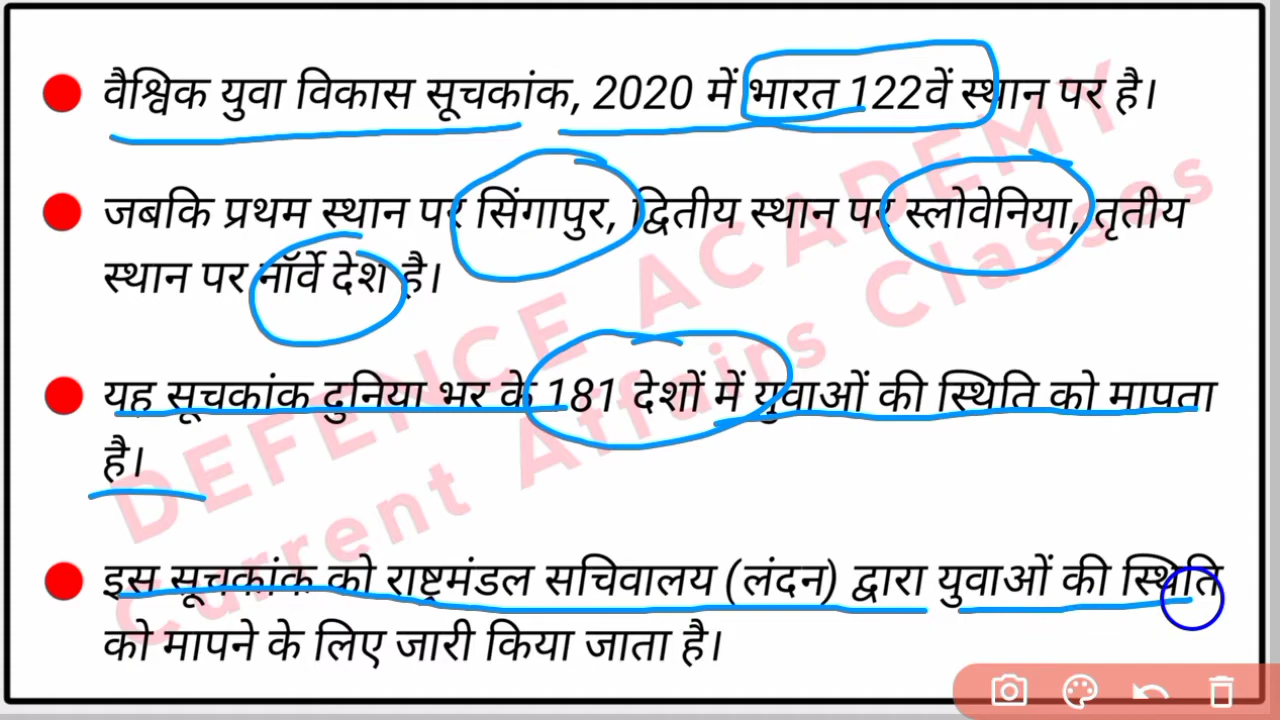 वैश्विक युवा विकास सूचकांक, 2020 में भारत 122वें स्थान पर है।
जबकि प्रथम स्थान पर सिंगापुर, द्वितीय स्थान पर स्लोवेनिया, तृतीय
स्थान पर नॉर्वे देश है।
यह सूचकांक दुनिया भर के 181 देशों में युवाओं की स्थिति को मापता
है।
इस सूचकांक को राष्ट्रमंडल सचिवालय (लंदन) द्वारा युवाओं की स्थिति
को मापने के लिए जारी किया जाता है।
DEFENCE ACADEMY
Current Affairs Classes